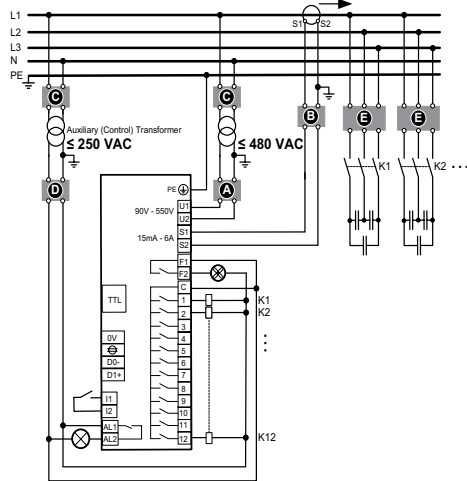 L1
S1 S2
L2
L3
N
PE
C
C
B
E
E
Auxiliary (Control) Transformer
≤ 250 VAC
≤ 480 VAC
K1
K2
D
A
PE
90V - 550V
U1
U2
15mA - 6A
S1
S2
F1
F2
C
TTL
1
K1
2
K2
3
0V
4
5
D0-
6
D1+
7
8
I1
9
I2
10
AL1
11
AL2
12
K12